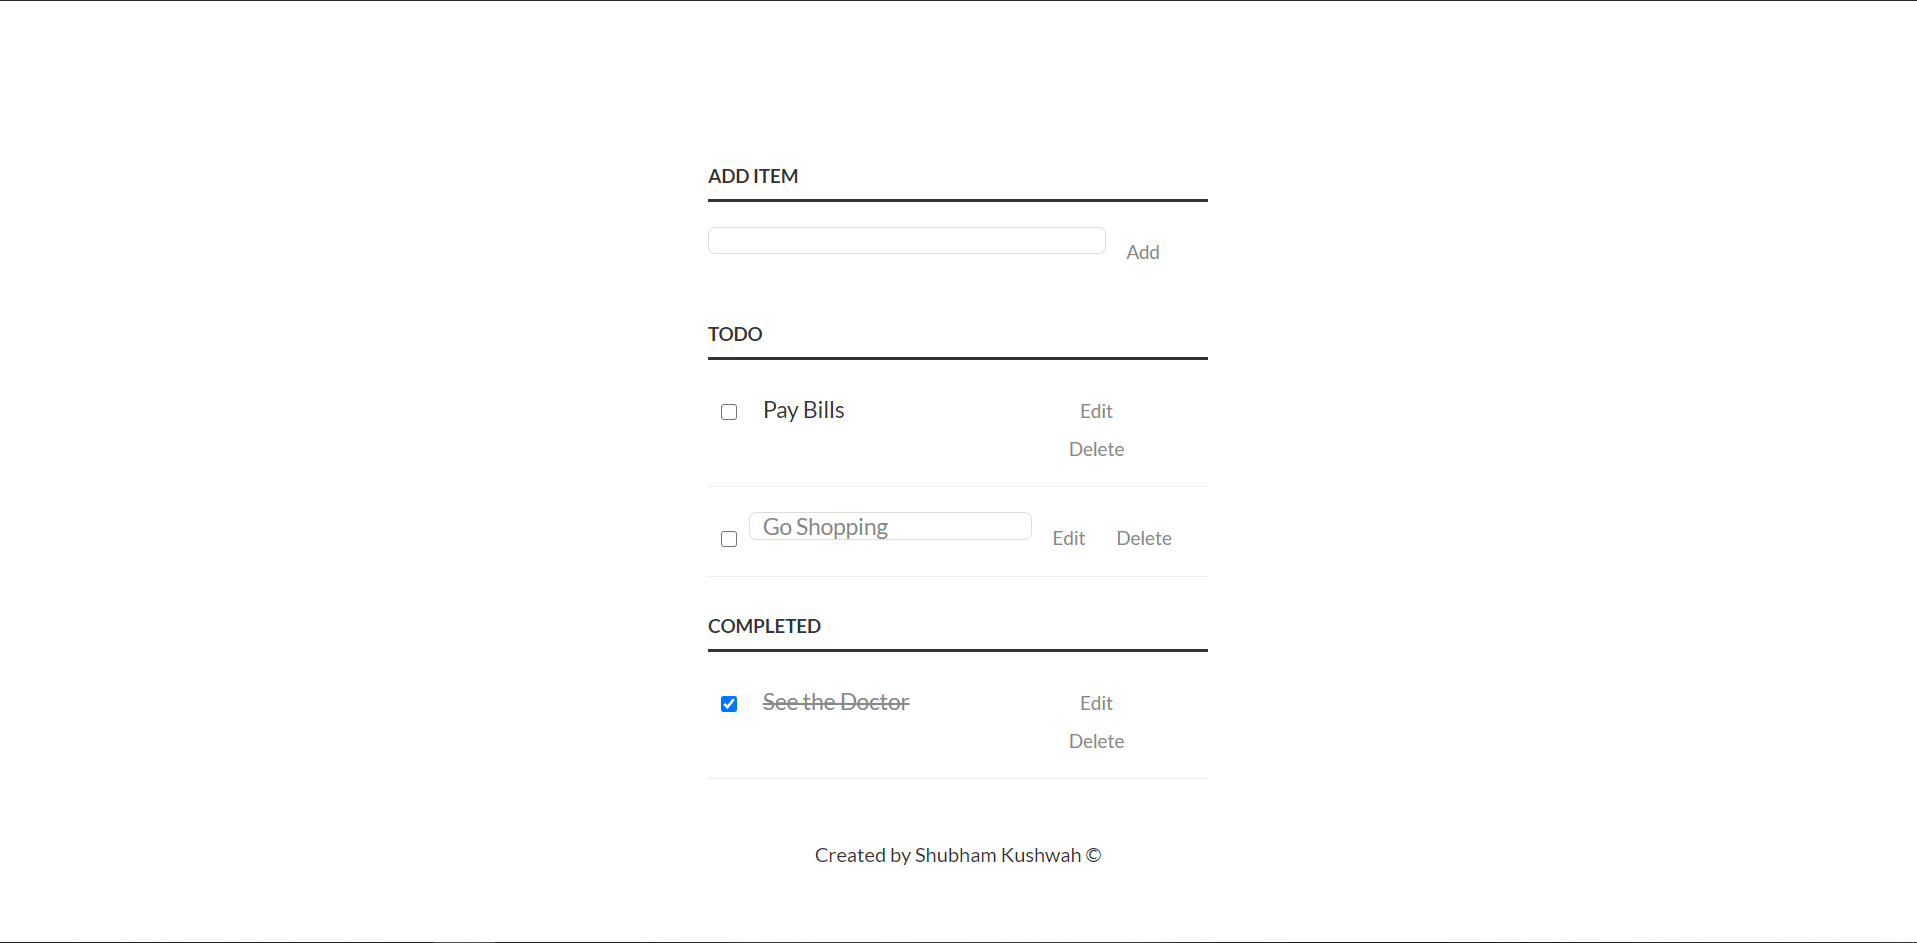 ADD ITEM
Add
TODO
Pay Bills Edit
Delete
Go Shopping Edit Delete
COMPLETED
See the Doctor Edit
Delete
Created by Shubham Kushwah ©